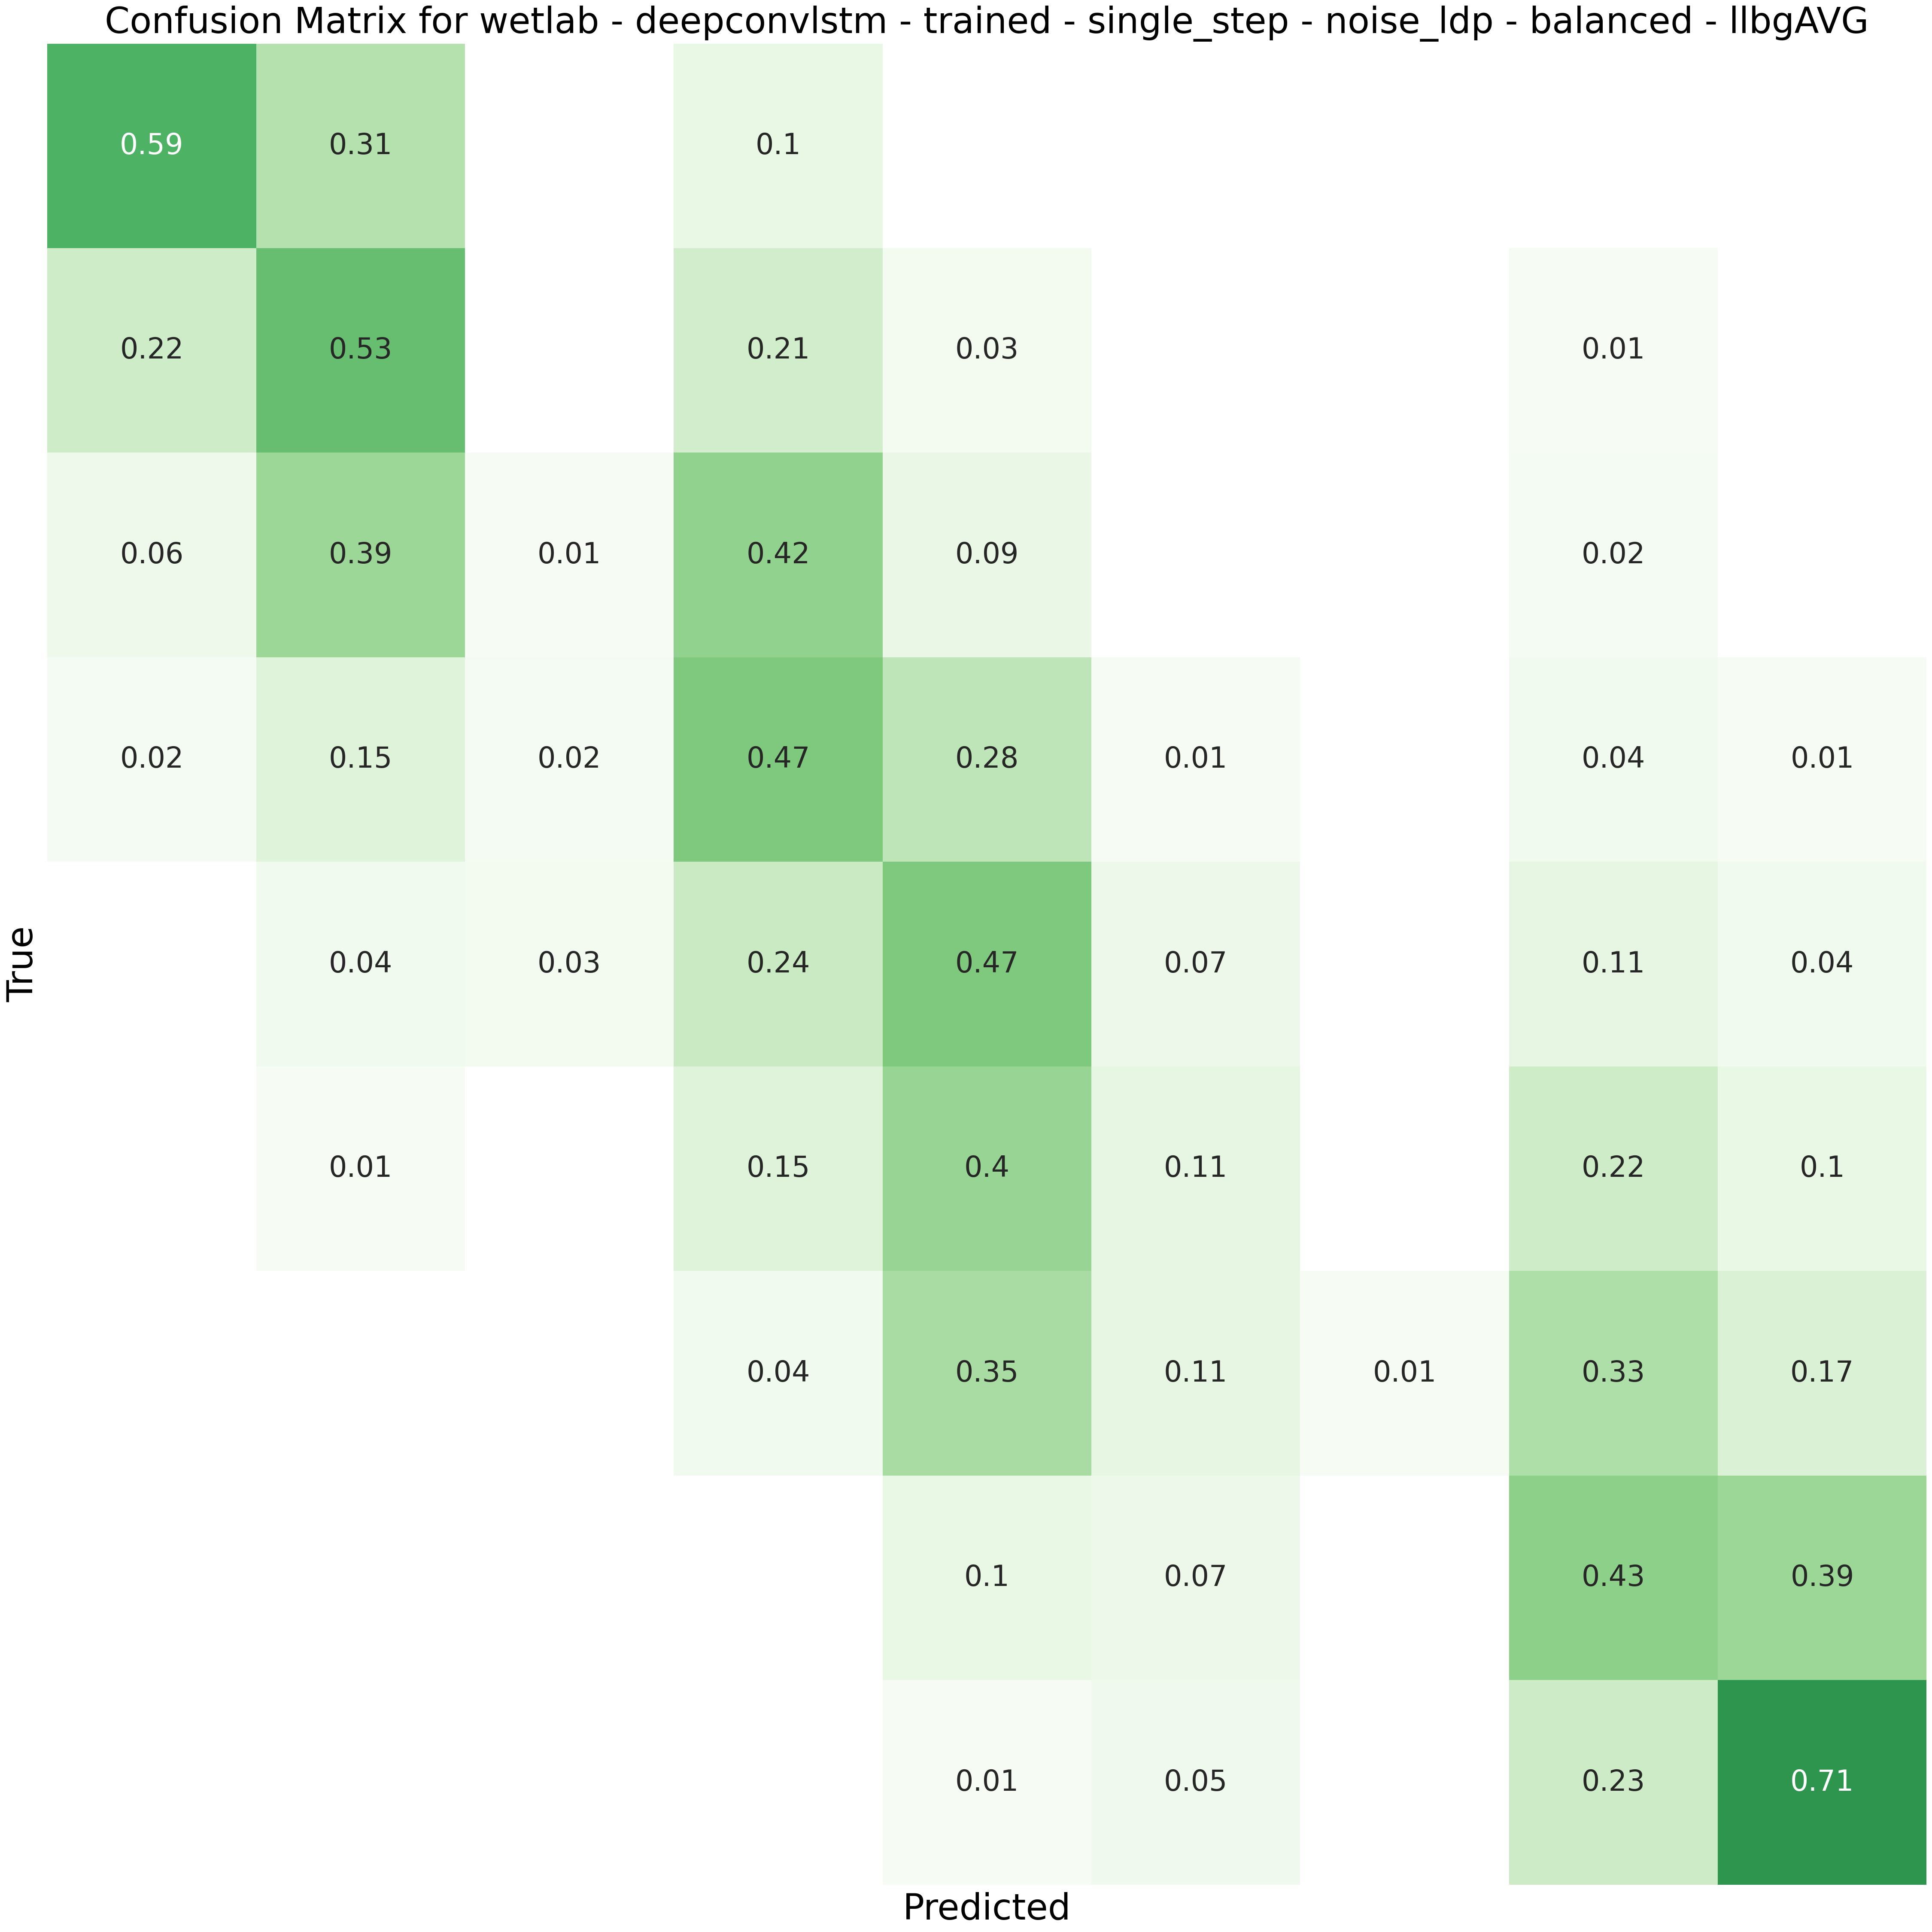 Confusion Matrix for wetlab - deepconvlstm - trained - single_step - noise_ldp - balanced - llbgAVG
0.59 0.31 0.1
0.22 0.53 0.21 0.03 0.01
0.06 0.39 0.01 0.42 0.09 0.02
0.02 0.15 0.02 0.47 0.28 0.01 0.04 0.01
True
0.04 0.03 0.24 0.47 0.07 0.11 0.04
0.01 0.15 0.4 0.11 0.22 0.1
0.04 0.35 0.11 0.01 0.33 0.17
0.1 0.07 0.43 0.39
0.01 0.05 0.23 0.71
Predicted